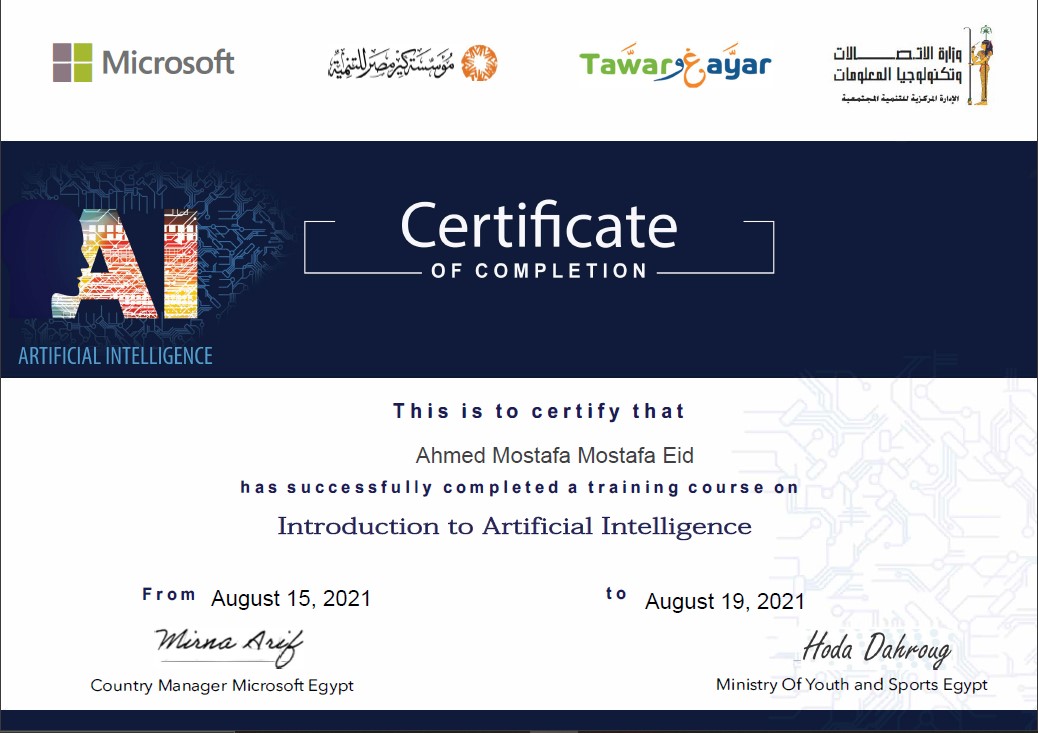 Microsoft
مؤسسة كبير مصر للتنمية
Tawar و غ ayar
وزارة الاتصالات
وتكنولوجيا المعلومات
الإدارة المركزية للتنمية المجتمعية
AI
ARTIFICIAL INTELLIGENCE
Certificate
OF COMPLETION
This is to certify that
Ahmed Mostafa Mostafa Eid
has successfully completed a training course on
Introduction to Artificial Intelligence
From August 15, 2021 to August 19, 2021
Mirna Arif
Country Manager Microsoft Egypt
Hoda Dahroug
Ministry Of Youth and Sports Egypt